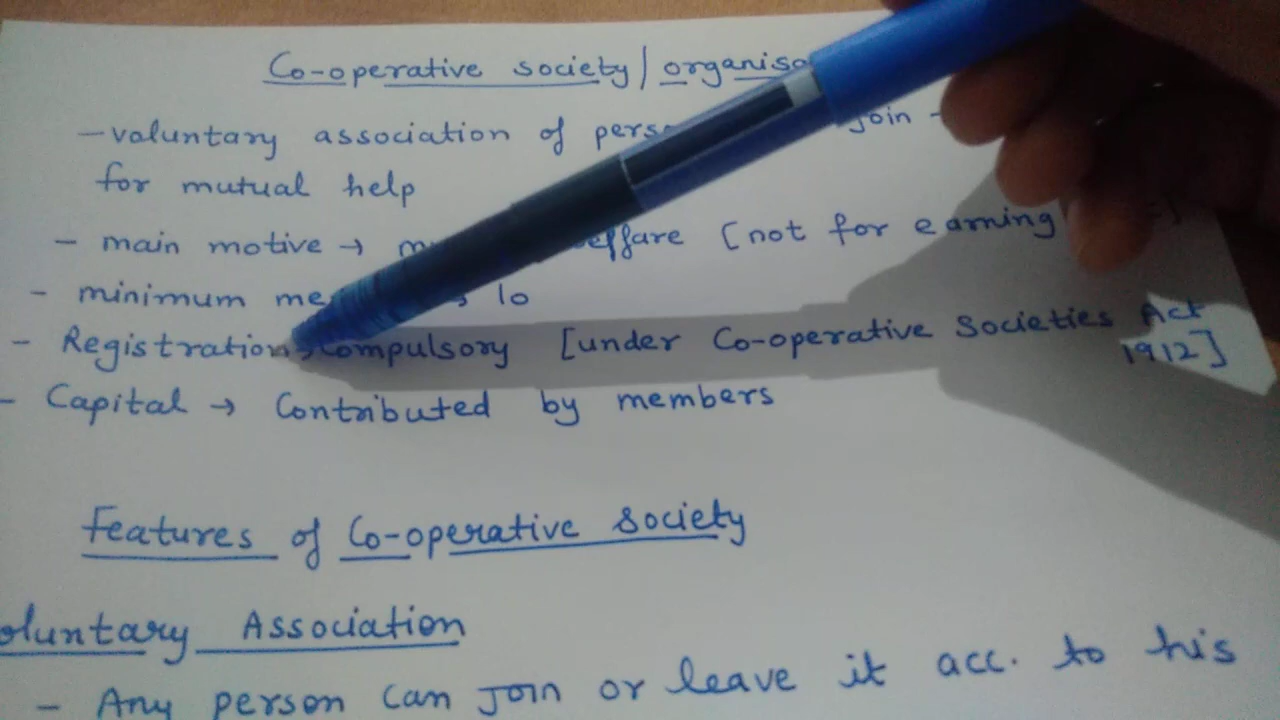 Co-operative society/organisa
- voluntary association of pers join -
for mutual help
- main motive → welfare [not for earning ]
- minimum me 10
- Registration → Compulsory [under Co-operative Societies Act
1912]
- Capital → Contributed by members
Features of Co-operative Society
oluntary Association
- Any person can join or leave it acc. to his